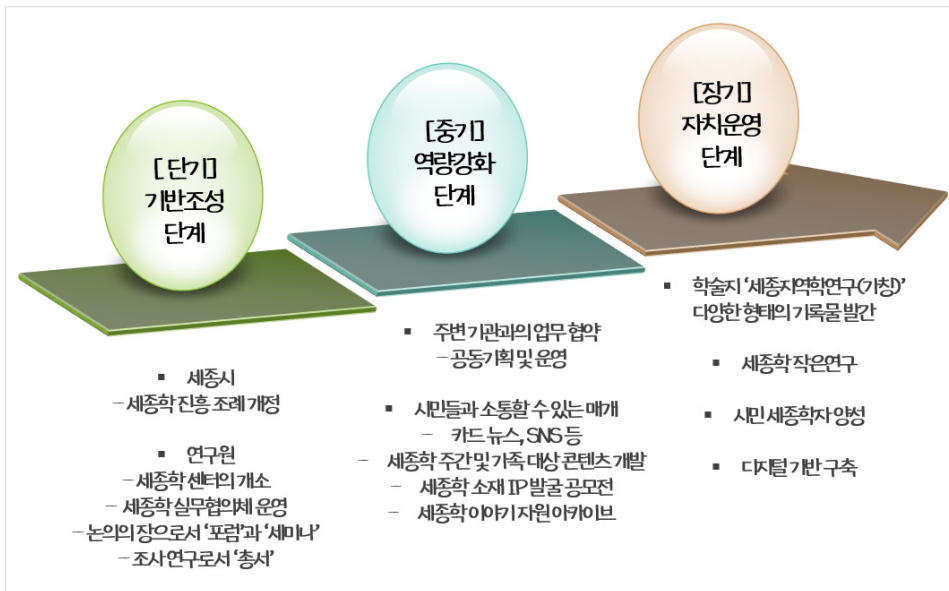 [단기]
기반조성
단계
[중기]
역량강화
단계
[장기]
자치운영
단계
▪ 세종시
– 세종학 진흥 조례 개정
▪ 연구원
– 세종학 센터의 개소
– 세종학 실무협의체 운영
– 논의의 장으로서 ‘포럼’과 ‘세미나’
– 조사 연구로서 ‘총서’
▪ 주변 기관과의 업무 협약
– 공동기획 및 운영
▪ 시민들과 소통할 수 있는 매개
– 카드 뉴스, SNS 등
– 세종학 주간 및 가족 대상 콘텐츠 개발
– 세종학 소재 IP 발굴 공모전
– 세종학 이야기 자원 아카이브
▪ 학술지 ‘세종지역학연구(가칭)’
다양한 형태의 기록물 발간
▪ 세종학 작은연구
▪ 시민 세종학자 양성
▪ 디지털 기반 구축